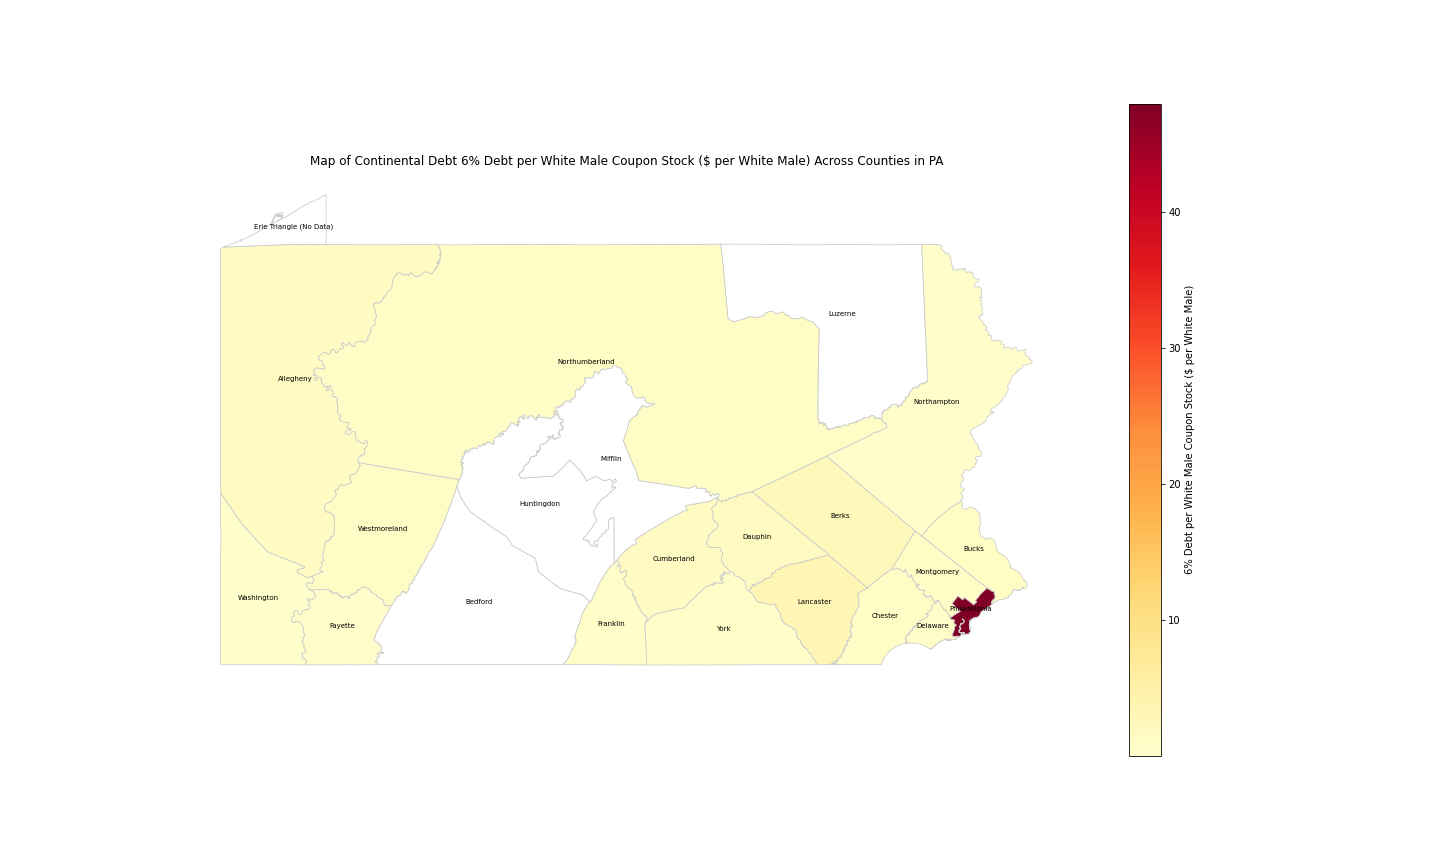 Map of Continental Debt 6% Debt per White Male Coupon Stock ($ per White Male) Across Counties in PA
Erie Triangle (No Data)
Luzerne
Northumberland
Allegheny
Northampton
Mifflin
Huntingdon
Berks
Westmoreland
Dauphin
Bucks
Cumberland
Montgomery
Washington
Bedford
Lancaster
Philadelphia
Chester
Franklin
Fayette
York
Delaware
40
30
20
10
6% Debt per White Male Coupon Stock ($ per White Male)